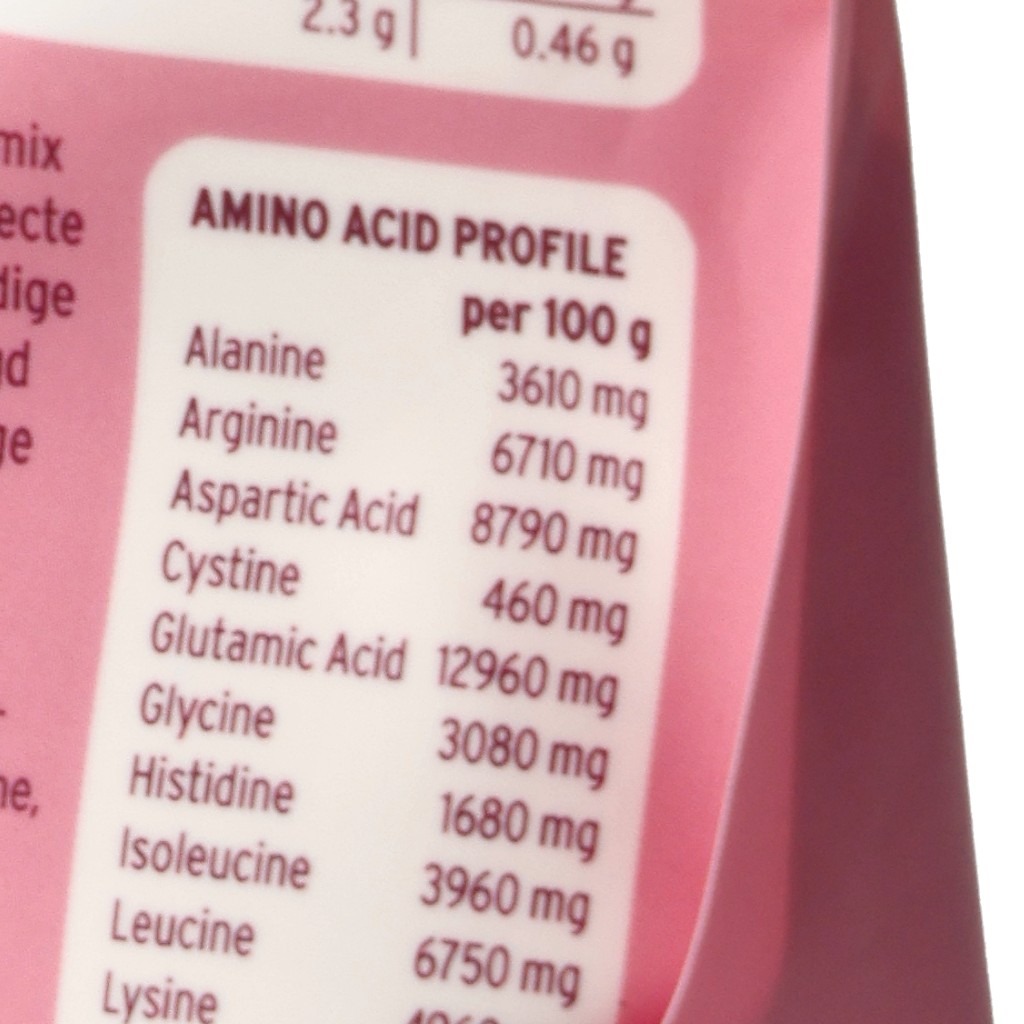 2.3 g 0.46 g
mix
ecte
dige
ge
AMINO ACID PROFILE
per 100 g
Alanine 3610 mg
Arginine 6710 mg
Aspartic Acid 8790 mg
Cystine 460 mg
Glutamic Acid 12960 mg
Glycine 3080 mg
Histidine 1680 mg
Isoleucine 3960 mg
Leucine 6750 mg
Lysine